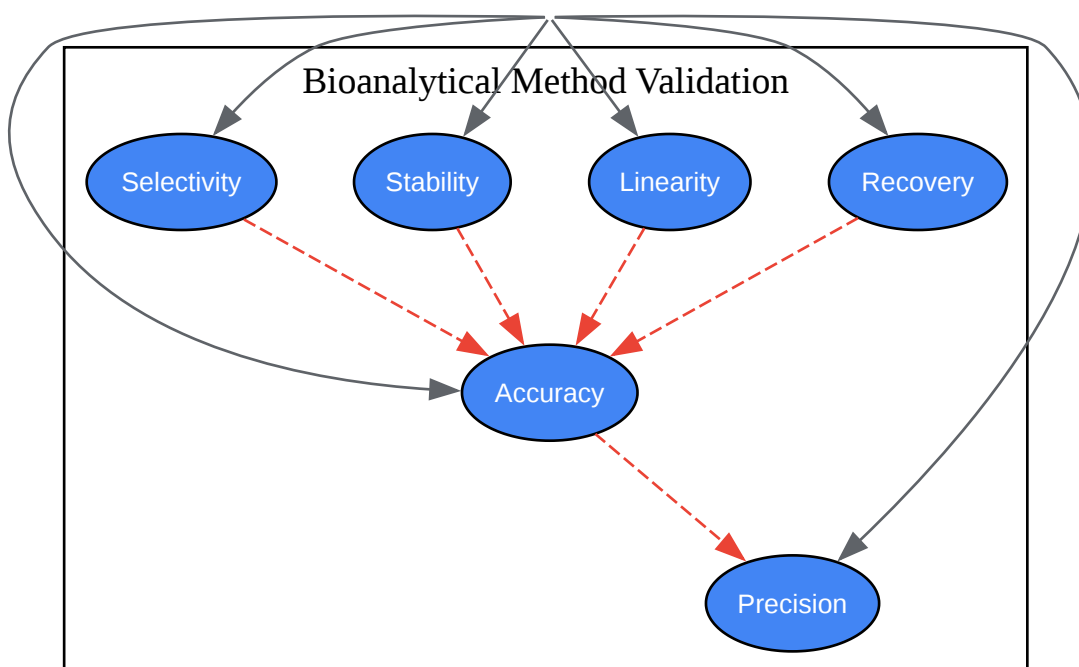 Bioanalytical Method Validation
Selectivity
Stability
Linearity
Recovery
Accuracy
Precision